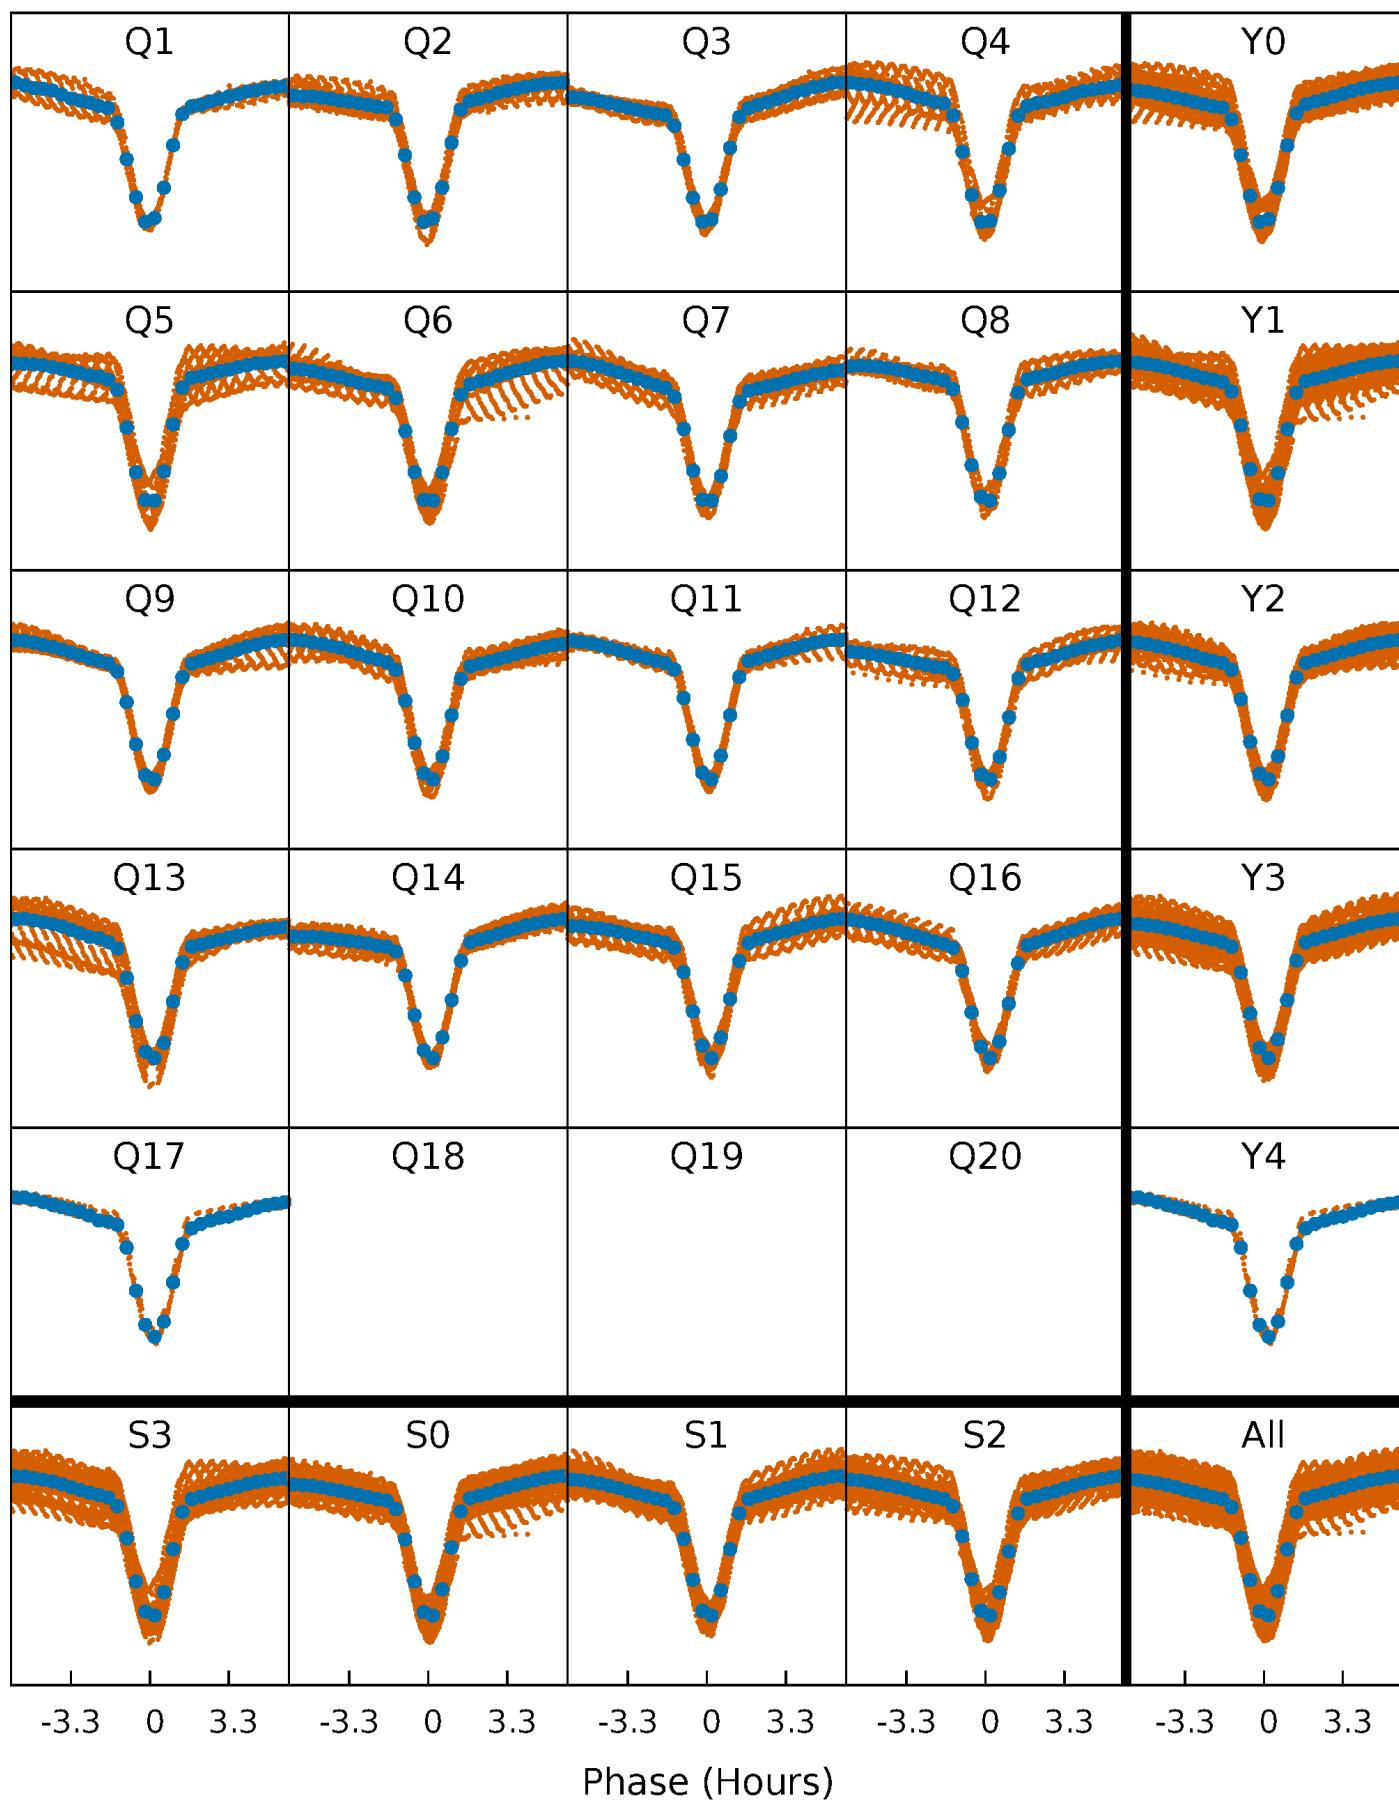 Q1 Q2 Q3 Q4 Y0
Q5 Q6 Q7 Q8 Y1
Q9 Q10 Q11 Q12 Y2
Q13 Q14 Q15 Q16 Y3
Q17 Q18 Q19 Q20 Y4
S3 S0 S1 S2 All
-3.3 0 3.3 -3.3 0 3.3 -3.3 0 3.3 -3.3 0 3.3 -3.3 0 3.3
Phase (Hours)